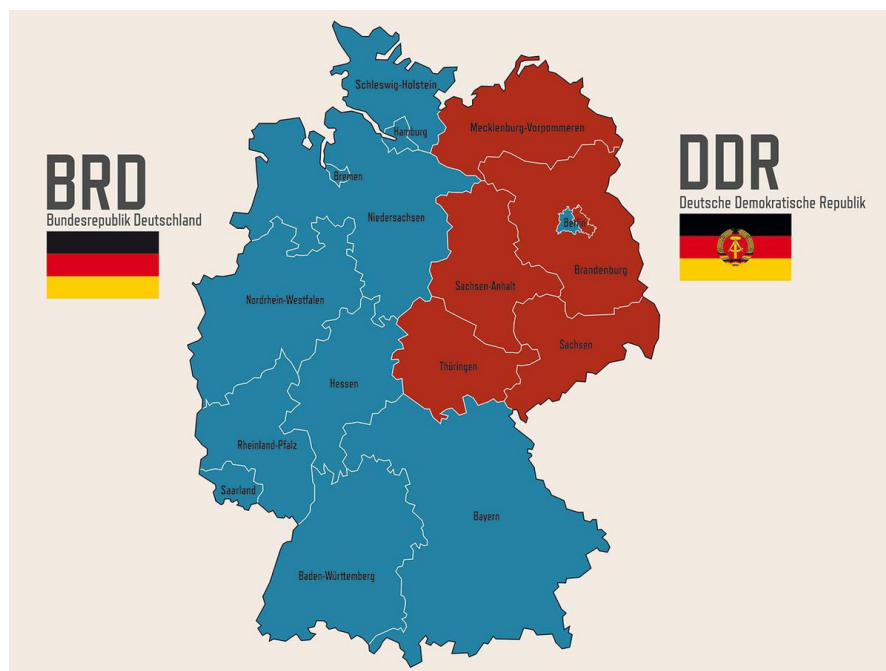 BRD
Bundesrepublik Deutschland
DDR
Deutsche Demokratische Republik
Schleswig-Holstein
Hamburg
Mecklenburg-Vorpommeren
Bremen
Niedersachsen
Berlin
Brandenburg
Sachsen-Anhalt
Nordrhein-Westfalen
Sachsen
Thüringen
Hessen
Rheinland-Pfalz
Saarland
Bayern
Baden-Württemberg